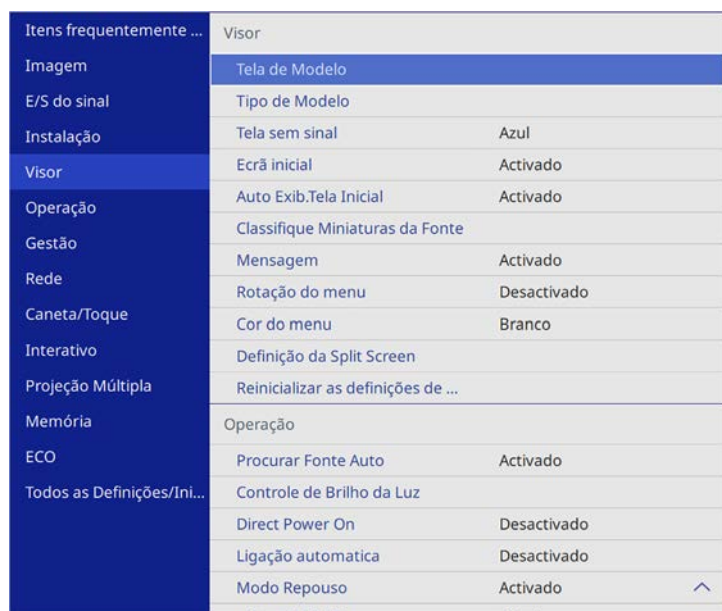 Itens frequentemente ...
Imagem
E/S do sinal
Instalação
Visor
Operação
Gestão
Rede
Caneta/Toque
Interativo
Projeção Múltipla
Memória
ECO
Todos as Definições/Ini...
Visor
Tela de Modelo
Tipo de Modelo
Tela sem sinal Azul
Ecrã inicial Activado
Auto Exib.Tela Inicial Activado
Classifique Miniaturas da Fonte
Mensagem Activado
Rotação do menu Desactivado
Cor do menu Branco
Definição da Split Screen
Reinicializar as definições de ...
Operação
Procurar Fonte Auto Activado
Controle de Brilho da Luz
Direct Power On Desactivado
Ligação automatica Desactivado
Modo Repouso Activado